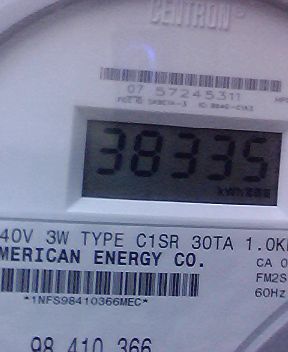 CENTRON®
07 57245311
38335
kWh
40V 3W TYPE C1SR 30TA 1.0K
MERICAN ENERGY CO.
CA 0
FM2S
*1NFS98410366MEC*
60Hz
98 410 366